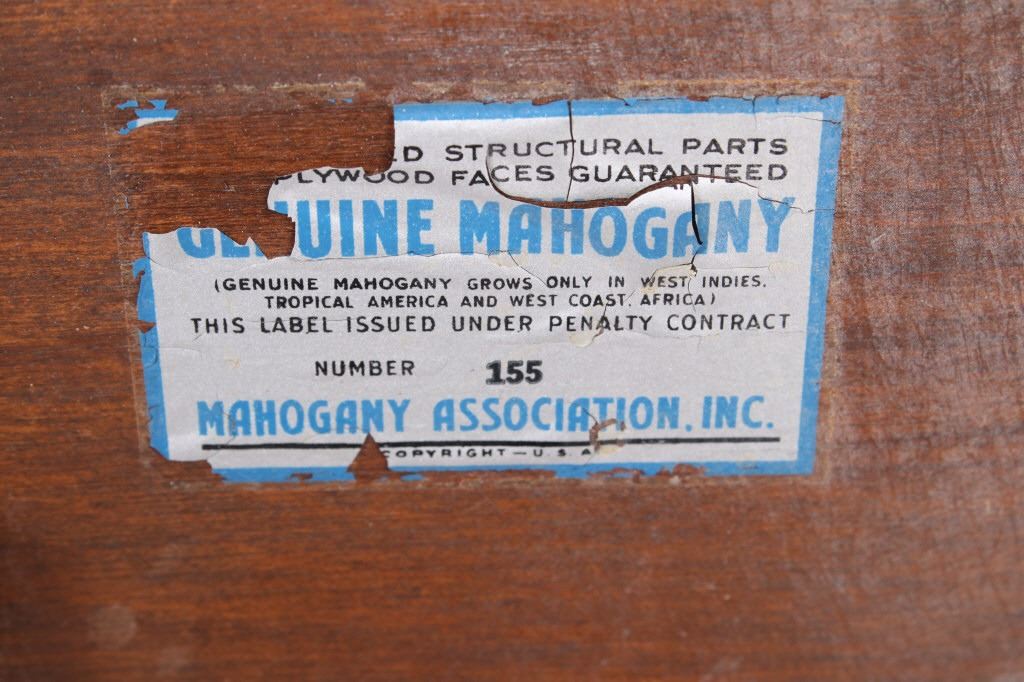 STRUCTURAL PARTS
PLYWOOD FACES GUARANTEED
GENUINE MAHOGANY
(GENUINE MAHOGANY GROWS ONLY IN WEST INDIES.
TROPICAL AMERICA AND WEST COAST. AFRICA)
THIS LABEL ISSUED UNDER PENALTY CONTRACT
NUMBER 155
MAHOGANY ASSOCIATION, INC.
COPYRIGHT — U.S.A.